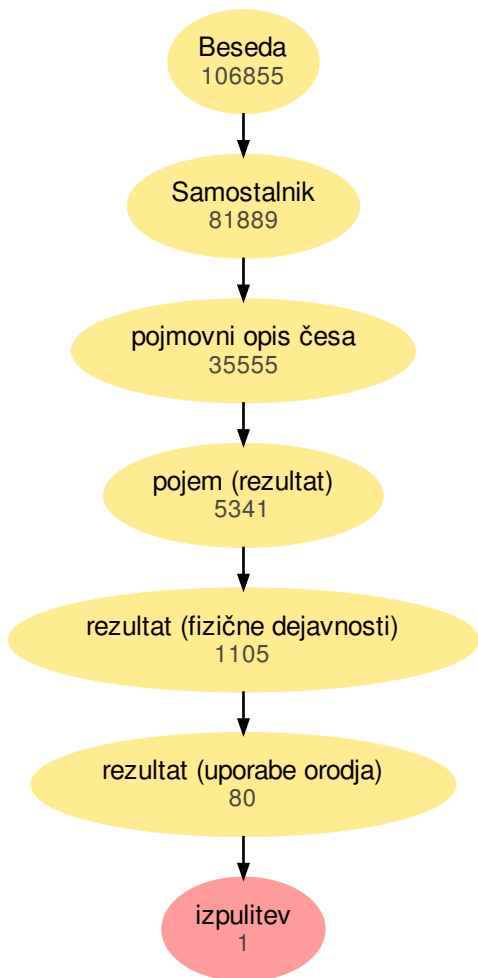 Beseda
106855
Samostalnik
81889
pojmovni opis česa
35555
pojem (rezultat)
5341
rezultat (fizične dejavnosti)
1105
rezultat (uporabe orodja)
80
izpulitev
1